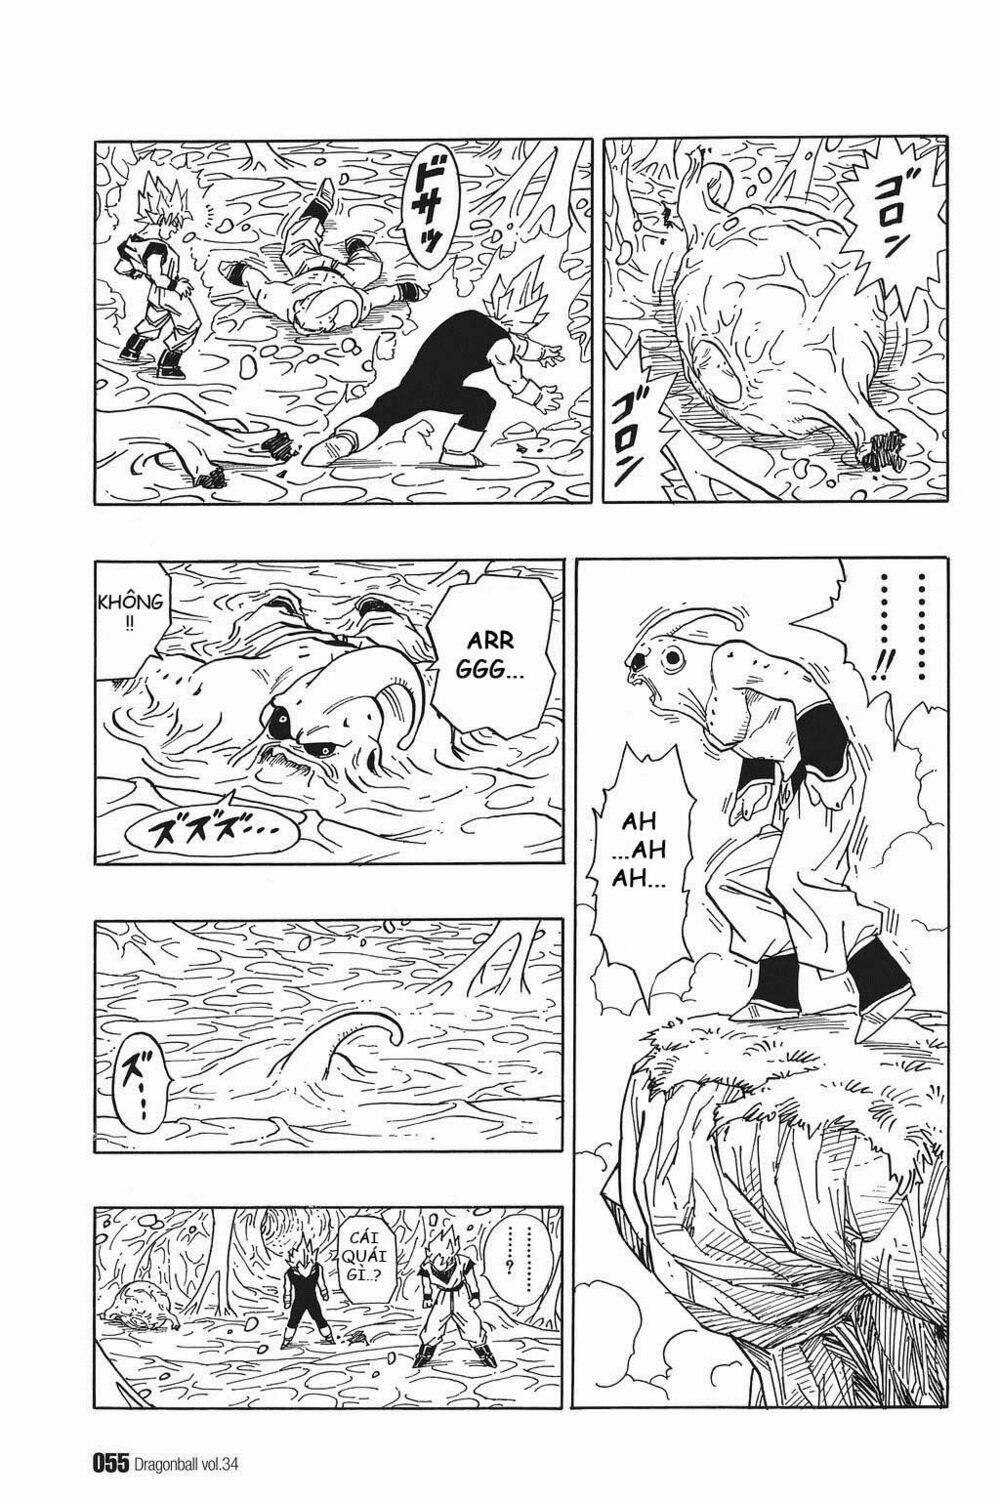 ゴロン
ゴロン
ドサッ
.........!!
AH
...AH
AH...
ARR
GGG...
KHÔNG
!!
ズズズ...
ズ....
......?
CÁI
QUÁI
GÌ..?
055 Dragonball vol.34